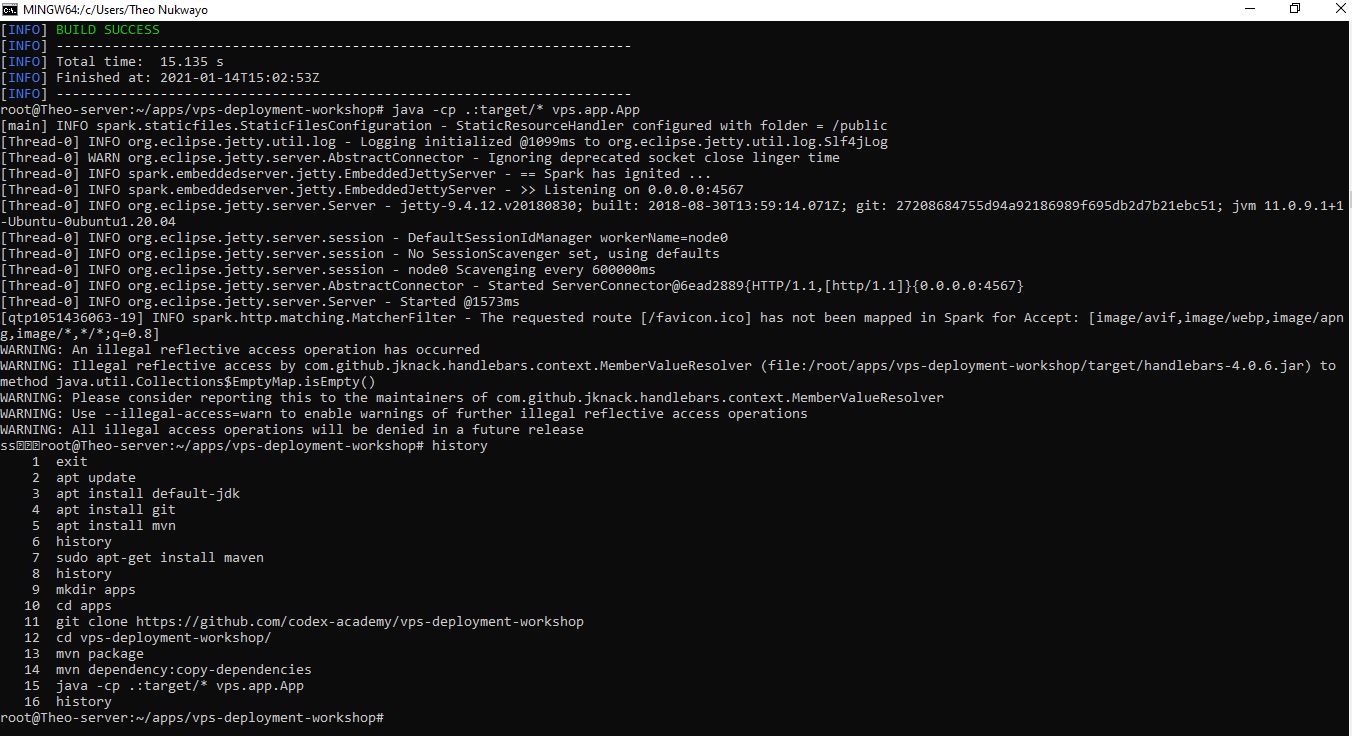 MINGW64:/c/Users/Theo Nukwayo
[INFO] BUILD SUCCESS
[INFO] ------------------------------------------------------------------------
[INFO] Total time:  15.135 s
[INFO] Finished at: 2021-01-14T15:02:53Z
[INFO] ------------------------------------------------------------------------
root@Theo-server:~/apps/vps-deployment-workshop# java -cp .:target/* vps.app.App
[main] INFO spark.staticfiles.StaticFilesConfiguration - StaticResourceHandler configured with folder = /public
[Thread-0] INFO org.eclipse.jetty.util.log - Logging initialized @1099ms to org.eclipse.jetty.util.log.Slf4jLog
[Thread-0] WARN org.eclipse.jetty.server.AbstractConnector - Ignoring deprecated socket close linger time
[Thread-0] INFO spark.embeddedserver.jetty.EmbeddedJettyServer - == Spark has ignited ...
[Thread-0] INFO spark.embeddedserver.jetty.EmbeddedJettyServer - >> Listening on 0.0.0.0:4567
[Thread-0] INFO org.eclipse.jetty.server.Server - jetty-9.4.12.v20180830; built: 2018-08-30T13:59:14.071Z; git: 27208684755d94a92186989f695db2d7b21ebc51; jvm 11.0.9.1+1
-Ubuntu-0ubuntu1.20.04
[Thread-0] INFO org.eclipse.jetty.server.session - DefaultSessionIdManager workerName=node0
[Thread-0] INFO org.eclipse.jetty.server.session - No SessionScavenger set, using defaults
[Thread-0] INFO org.eclipse.jetty.server.session - node0 Scavenging every 600000ms
[Thread-0] INFO org.eclipse.jetty.server.AbstractConnector - Started ServerConnector@6ead2889{HTTP/1.1,[http/1.1]}{0.0.0.0:4567}
[Thread-0] INFO org.eclipse.jetty.server.Server - Started @1573ms
[qtp1051436063-19] INFO spark.http.matching.MatcherFilter - The requested route [/favicon.ico] has not been mapped in Spark for Accept: [image/avif,image/webp,image/apn
g,image/*,*/*;q=0.8]
WARNING: An illegal reflective access operation has occurred
WARNING: Illegal reflective access by com.github.jknack.handlebars.context.MemberValueResolver (file:/root/apps/vps-deployment-workshop/target/handlebars-4.0.6.jar) to
method java.util.Collections$EmptyMap.isEmpty()
WARNING: Please consider reporting this to the maintainers of com.github.jknack.handlebars.context.MemberValueResolver
WARNING: Use --illegal-access=warn to enable warnings of further illegal reflective access operations
WARNING: All illegal access operations will be denied in a future release
ss���root@Theo-server:~/apps/vps-deployment-workshop# history
    1  exit
    2  apt update
    3  apt install default-jdk
    4  apt install git
    5  apt install mvn
    6  history
    7  sudo apt-get install maven
    8  history
    9  mkdir apps
   10  cd apps
   11  git clone https://github.com/codex-academy/vps-deployment-workshop
   12  cd vps-deployment-workshop/
   13  mvn package
   14  mvn dependency:copy-dependencies
   15  java -cp .:target/* vps.app.App
   16  history
root@Theo-server:~/apps/vps-deployment-workshop#